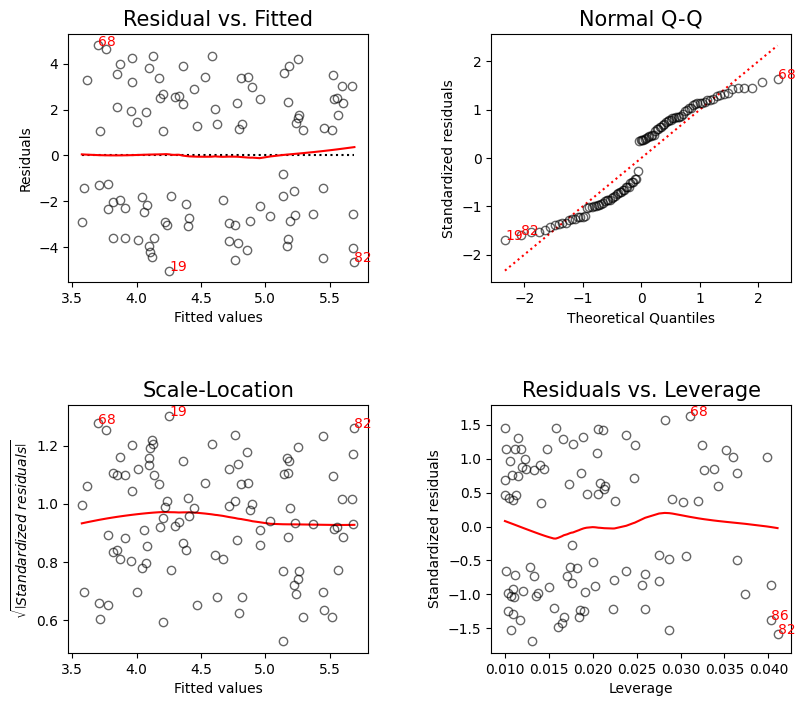 Residual vs. Fitted
Residuals
4
2
0
−2
−4
3.5 4.0 4.5 5.0 5.5
Fitted values
68
19
82
Normal Q-Q
Standardized residuals
2
1
0
−1
−2
−2 −1 0 1 2
Theoretical Quantiles
68
19
82
Scale-Location
√|Standardized residuals|
1.2
1.0
0.8
0.6
3.5 4.0 4.5 5.0 5.5
Fitted values
68
19
82
Residuals vs. Leverage
Standardized residuals
1.5
1.0
0.5
0.0
−0.5
−1.0
−1.5
0.010 0.015 0.020 0.025 0.030 0.035 0.040
Leverage
68
86
82